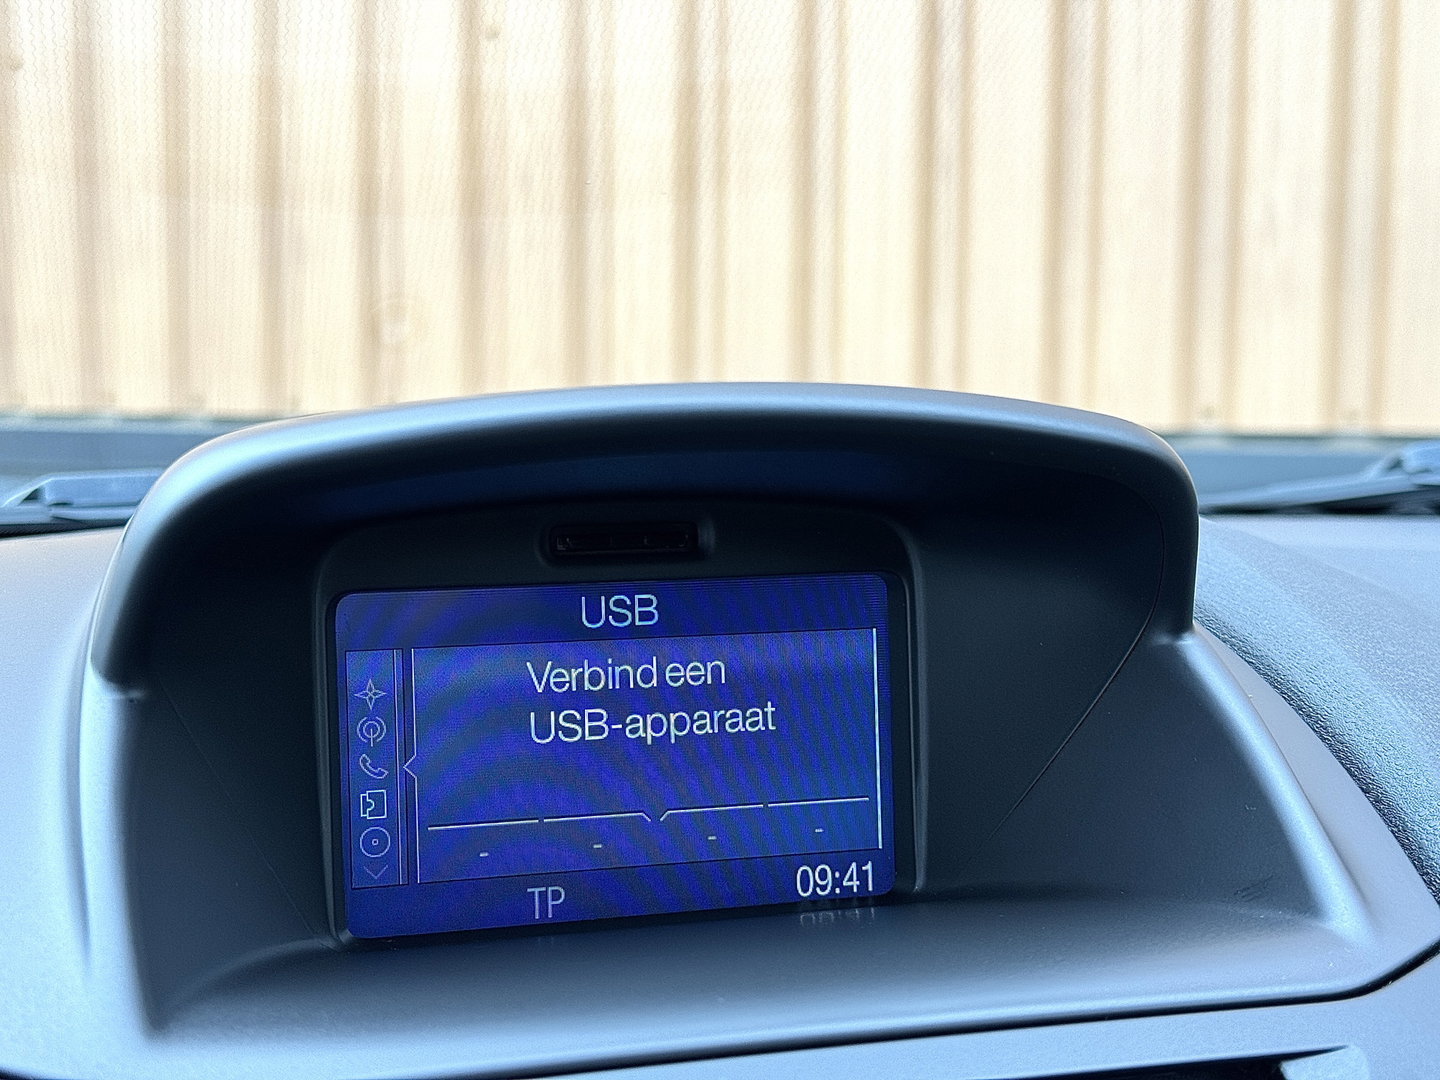 USB
Verbind een
USB-apparaat
- - - -
TP
09:41